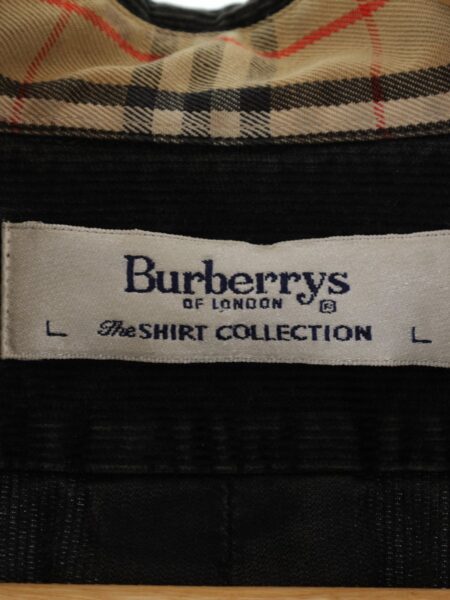 Burberrys
OF LONDON
L The SHIRT COLLECTION L